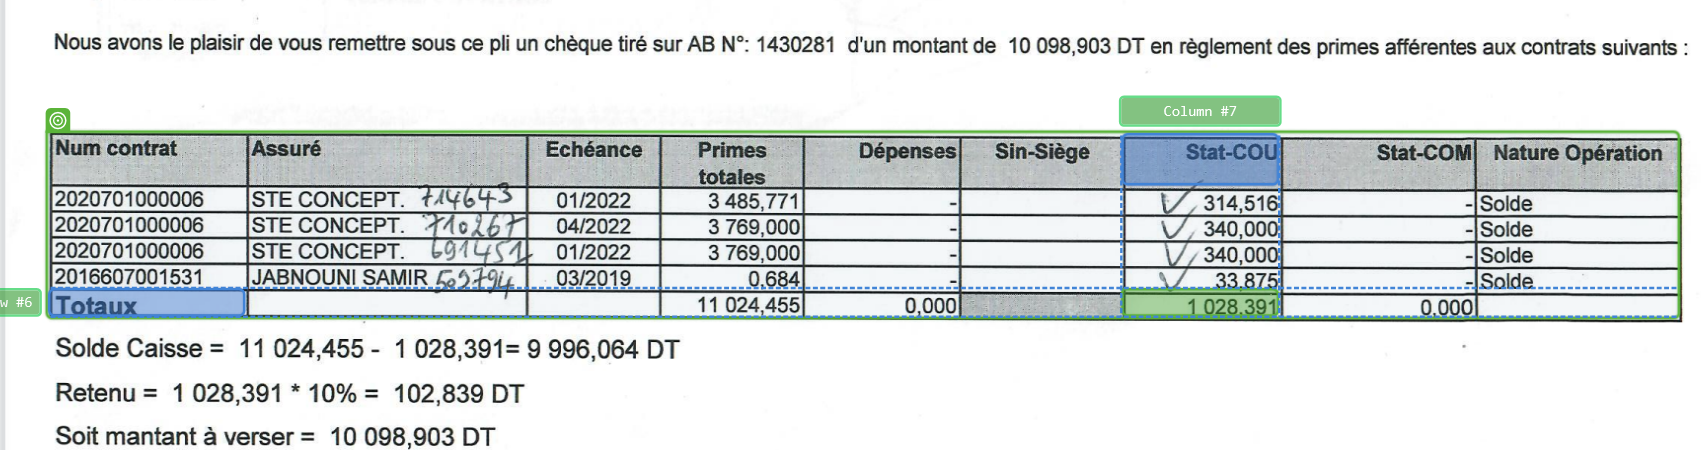 Nous avons le plaisir de vous remettre sous ce pli un chèque tiré sur AB N°: 1430281 d'un montant de 10 098,903 DT en règlement des primes afférentes aux contrats suivants :
Column #7
Num contrat Assuré Echéance Primes totales Dépenses Sin-Siège Stat-COU Stat-COM Nature Opération
2020701000006 STE CONCEPT. 714643 01/2022 3 485,771 - 314,516 - Solde
2020701000006 STE CONCEPT. 710267 04/2022 3 769,000 - 340,000 - Solde
2020701000006 STE CONCEPT. 691451 01/2022 3 769,000 - 340,000 - Solde
2016607001531 JABNOUNI SAMIR 503794 03/2019 0,684 - 33,875 - Solde
w #6 Totaux 11 024,455 0,000 1 028,391 0,000
Solde Caisse = 11 024,455 - 1 028,391= 9 996,064 DT
Retenu = 1 028,391 * 10% = 102,839 DT
Soit mantant à verser = 10 098,903 DT